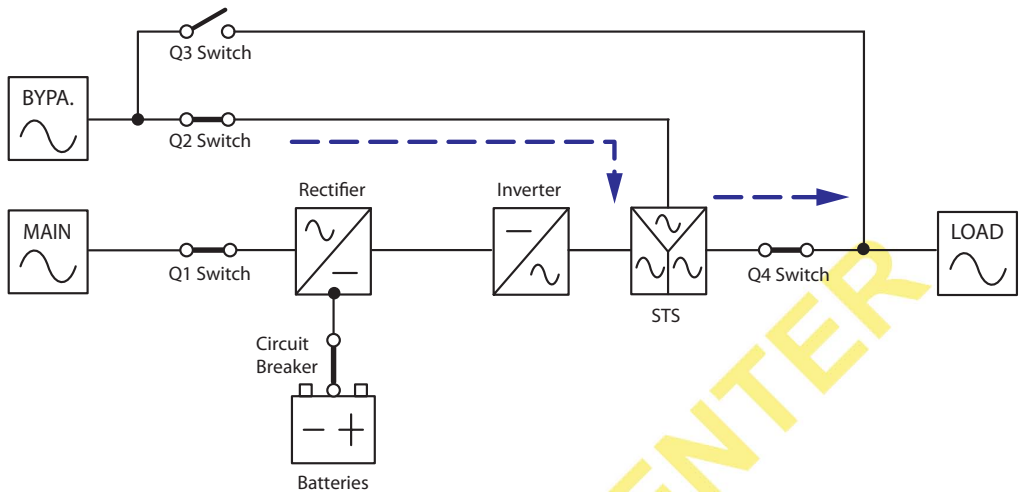 Q3 Switch
BYPA.
Q2 Switch
Rectifier
Inverter
MAIN
LOAD
Q1 Switch
Q4 Switch
STS
Circuit
Breaker
Batteries
ENTER